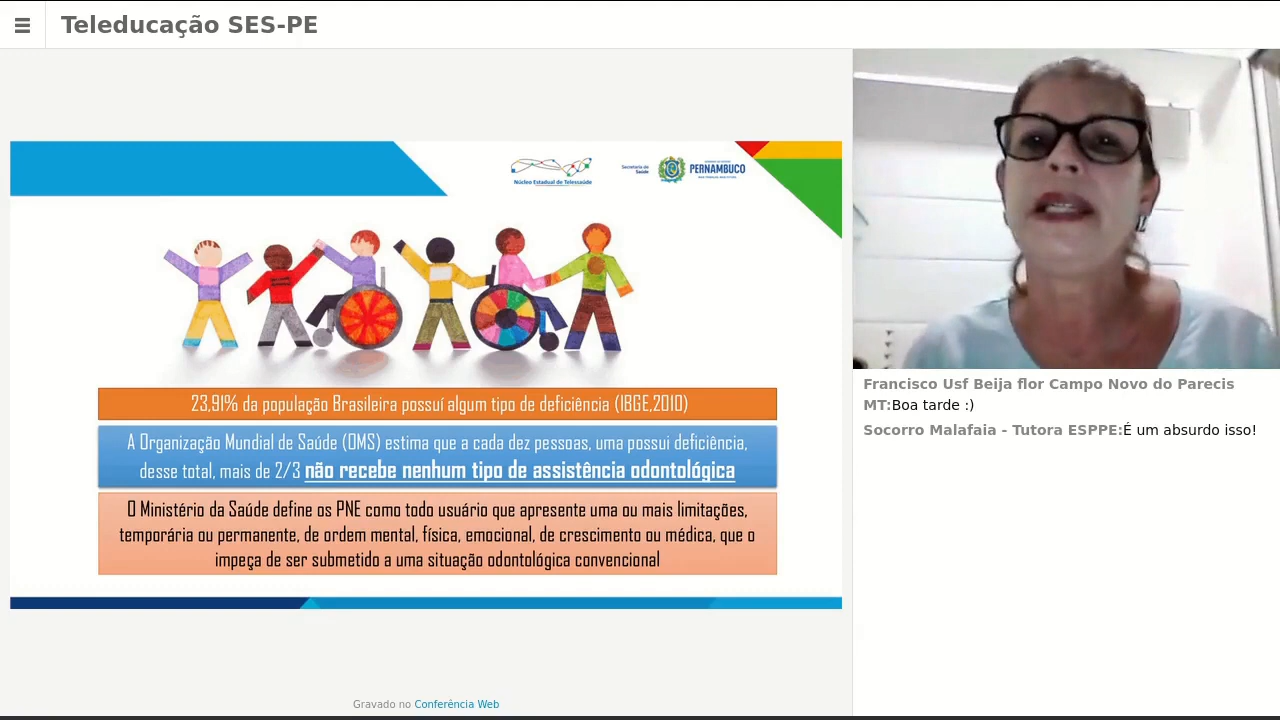 Teleducação SES-PE
Núcleo Estadual de Telessaúde
Secretaria de
Saúde
PERNAMBUCO
23,91% da população Brasileira possuí algum tipo de deficiência (IBGE,2010)
A Organização Mundial de Saúde (OMS) estima que a cada dez pessoas, uma possui deficiência,
desse total, mais de 2/3 não recebe nenhum tipo de assistência odontológica
O Ministério da Saúde define os PNE como todo usuário que apresente uma ou mais limitações,
temporária ou permanente, de ordem mental, física, emocional, de crescimento ou médica, que o
impeça de ser submetido a uma situação odontológica convencional
Gravado no Conferência Web
Francisco Usf Beija flor Campo Novo do Parecis
MT:Boa tarde :)
Socorro Malafaia - Tutora ESPPE:É um absurdo isso!